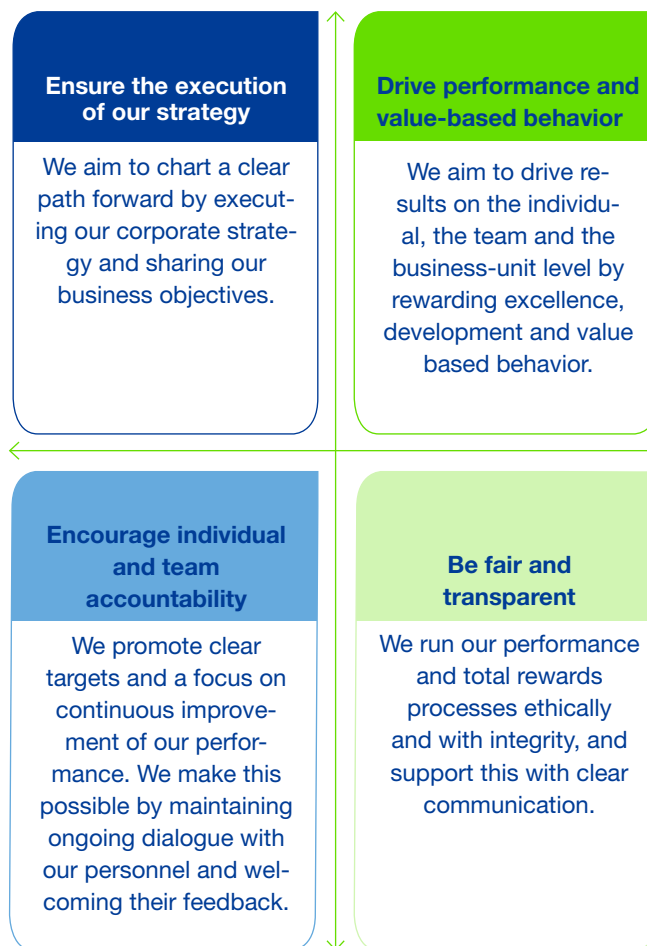 Ensure the execution
of our strategy
We aim to chart a clear
path forward by execut-
ing our corporate strate-
gy and sharing our
business objectives.
Drive performance and
value-based behavior
We aim to drive re-
sults on the individu-
al, the team and the
business-unit level by
rewarding excellence,
development and value
based behavior.
Encourage individual
and team
accountability
We promote clear
targets and a focus on
continuous improve-
ment of our perfor-
mance. We make this
possible by maintaining
ongoing dialogue with
our personnel and wel-
coming their feedback.
Be fair and
transparent
We run our performance
and total rewards
processes ethically
and with integrity, and
support this with clear
communication.